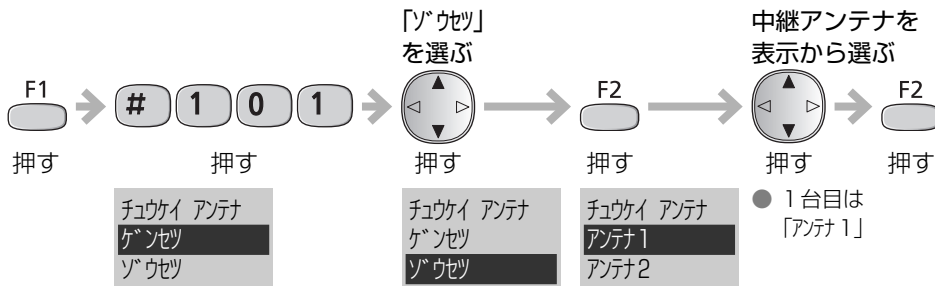 「ゾウセツ」
を選ぶ
中継アンテナを
表示から選ぶ
F1
# 1 0 1
F2
F2
押す
押す
押す
押す
押す
押す
チュウケイ アンテナ
ゲンセツ
ゾウセツ
チュウケイ アンテナ
ゲンセツ
ゾウセツ
チュウケイ アンテナ
アンテナ1
アンテナ2
● 1台目は
「アンテナ1」